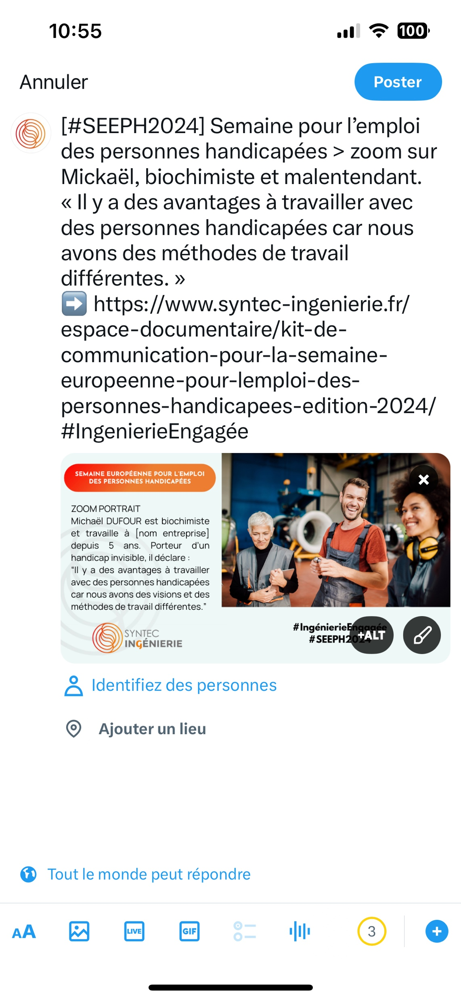 10:55
100
Annuler
Poster
[#SEEPH2024] Semaine pour l’emploi
des personnes handicapées > zoom sur
Mickaël, biochimiste et malentendant.
« Il y a des avantages à travailler avec
des personnes handicapées car nous
avons des méthodes de travail
différentes. »
➡️ https://www.syntec-ingenierie.fr/
espace-documentaire/kit-de-
communication-pour-la-semaine-
europeenne-pour-lemploi-des-
personnes-handicapees-edition-2024/
#IngenierieEngagée
SEMAINE EUROPÉENNE POUR L'EMPLOI
DES PERSONNES HANDICAPÉES
ZOOM PORTRAIT
Michaël DUFOUR est biochimiste
et travaille à [nom entreprise]
depuis 5 ans. Porteur d’un
handicap invisible, il déclare :
“Il y a des avantages à travailler
avec des personnes handicapées
car nous avons des visions et des
méthodes de travail différentes.”
SYNTEC
INGÉNIERIE
#IngénierieEngagée
#SEEPH2024
+ALT
Identifiez des personnes
Ajouter un lieu
Tout le monde peut répondre
AA
LIVE
GIF
3